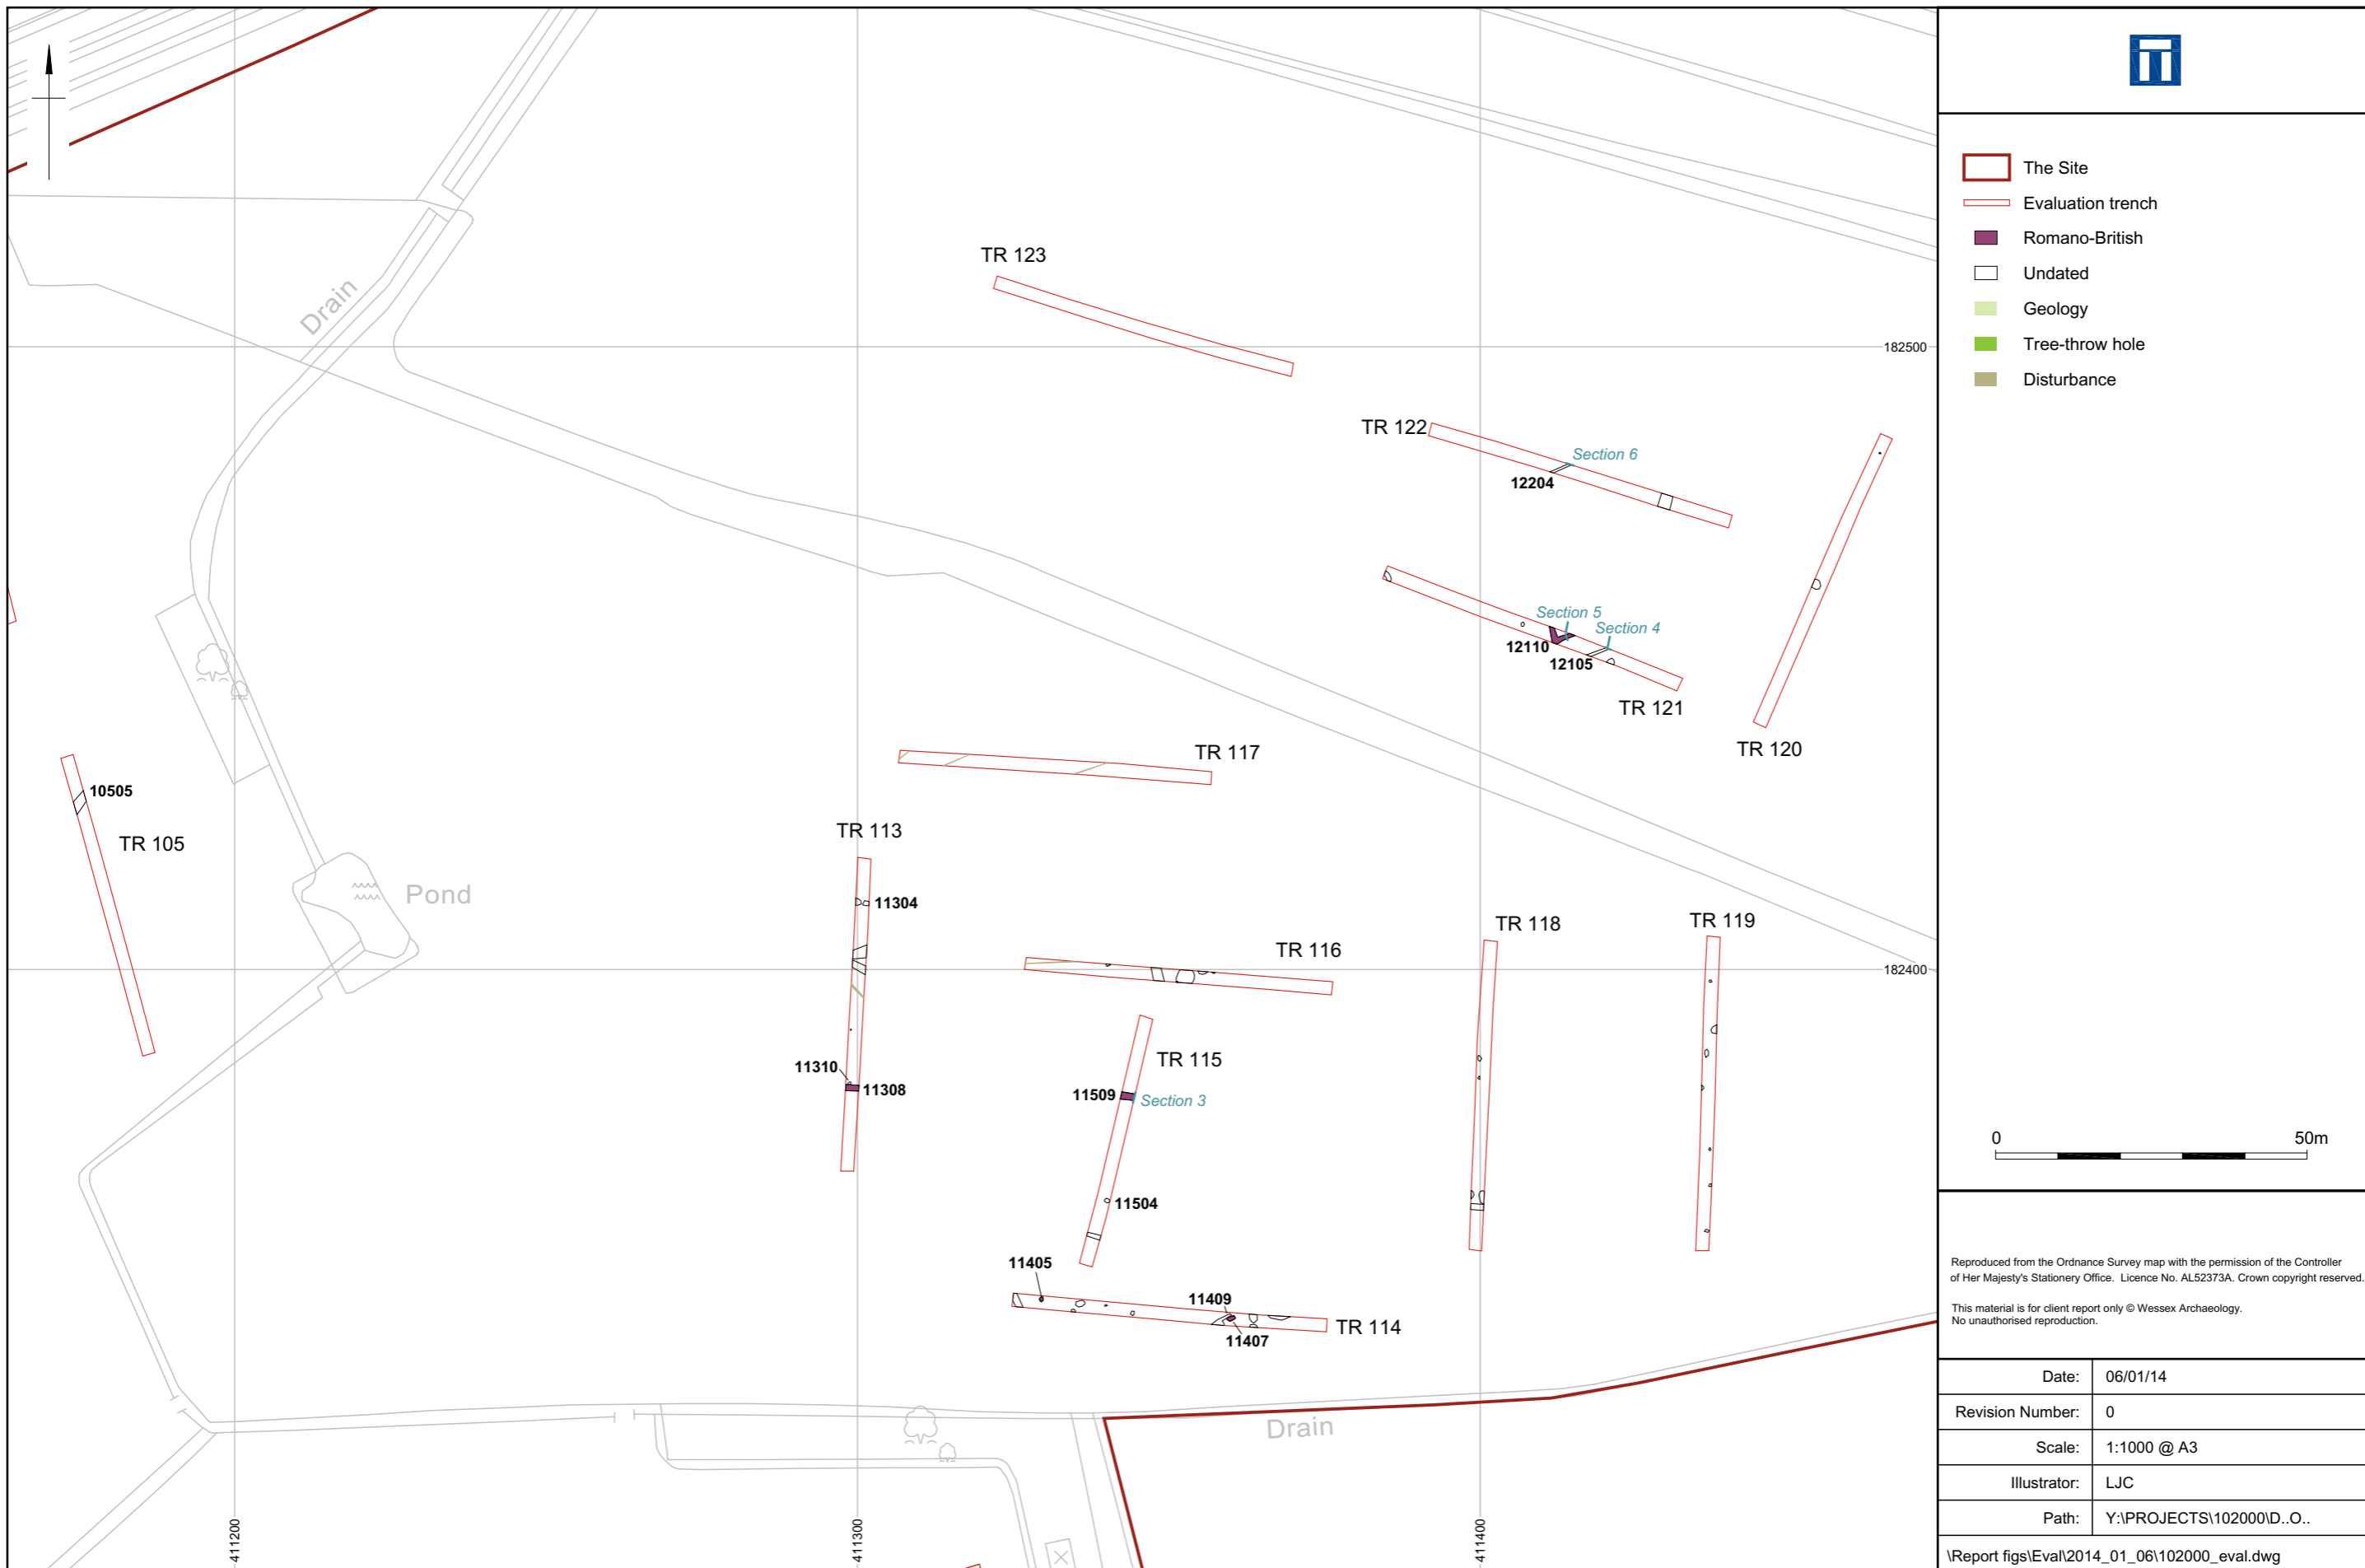 The Site
Evaluation trench
Romano-British
Undated
Geology
Tree-throw hole
Disturbance
TR 123
Drain
182500
TR 122
Section 6
12204
Section 5
Section 4
12110
12105
TR 121
TR 120
TR 117
10505
TR 105
TR 113
Pond
11304
TR 118
TR 119
TR 116
182400
TR 115
11310
11308
11509
Section 3
11504
11405
11409
11407
TR 114
Drain
411200
411300
411400
0 50m
Reproduced from the Ordnance Survey map with the permission of the Controller
of Her Majesty's Stationery Office. Licence No. AL52373A. Crown copyright reserved.
This material is for client report only © Wessex Archaeology.
No unauthorised reproduction.
Date: 06/01/14
Revision Number: 0
Scale: 1:1000 @ A3
Illustrator: LJC
Path: Y:\PROJECTS\102000\D..O..
\Report figs\Eval\2014_01_06\102000_eval.dwg